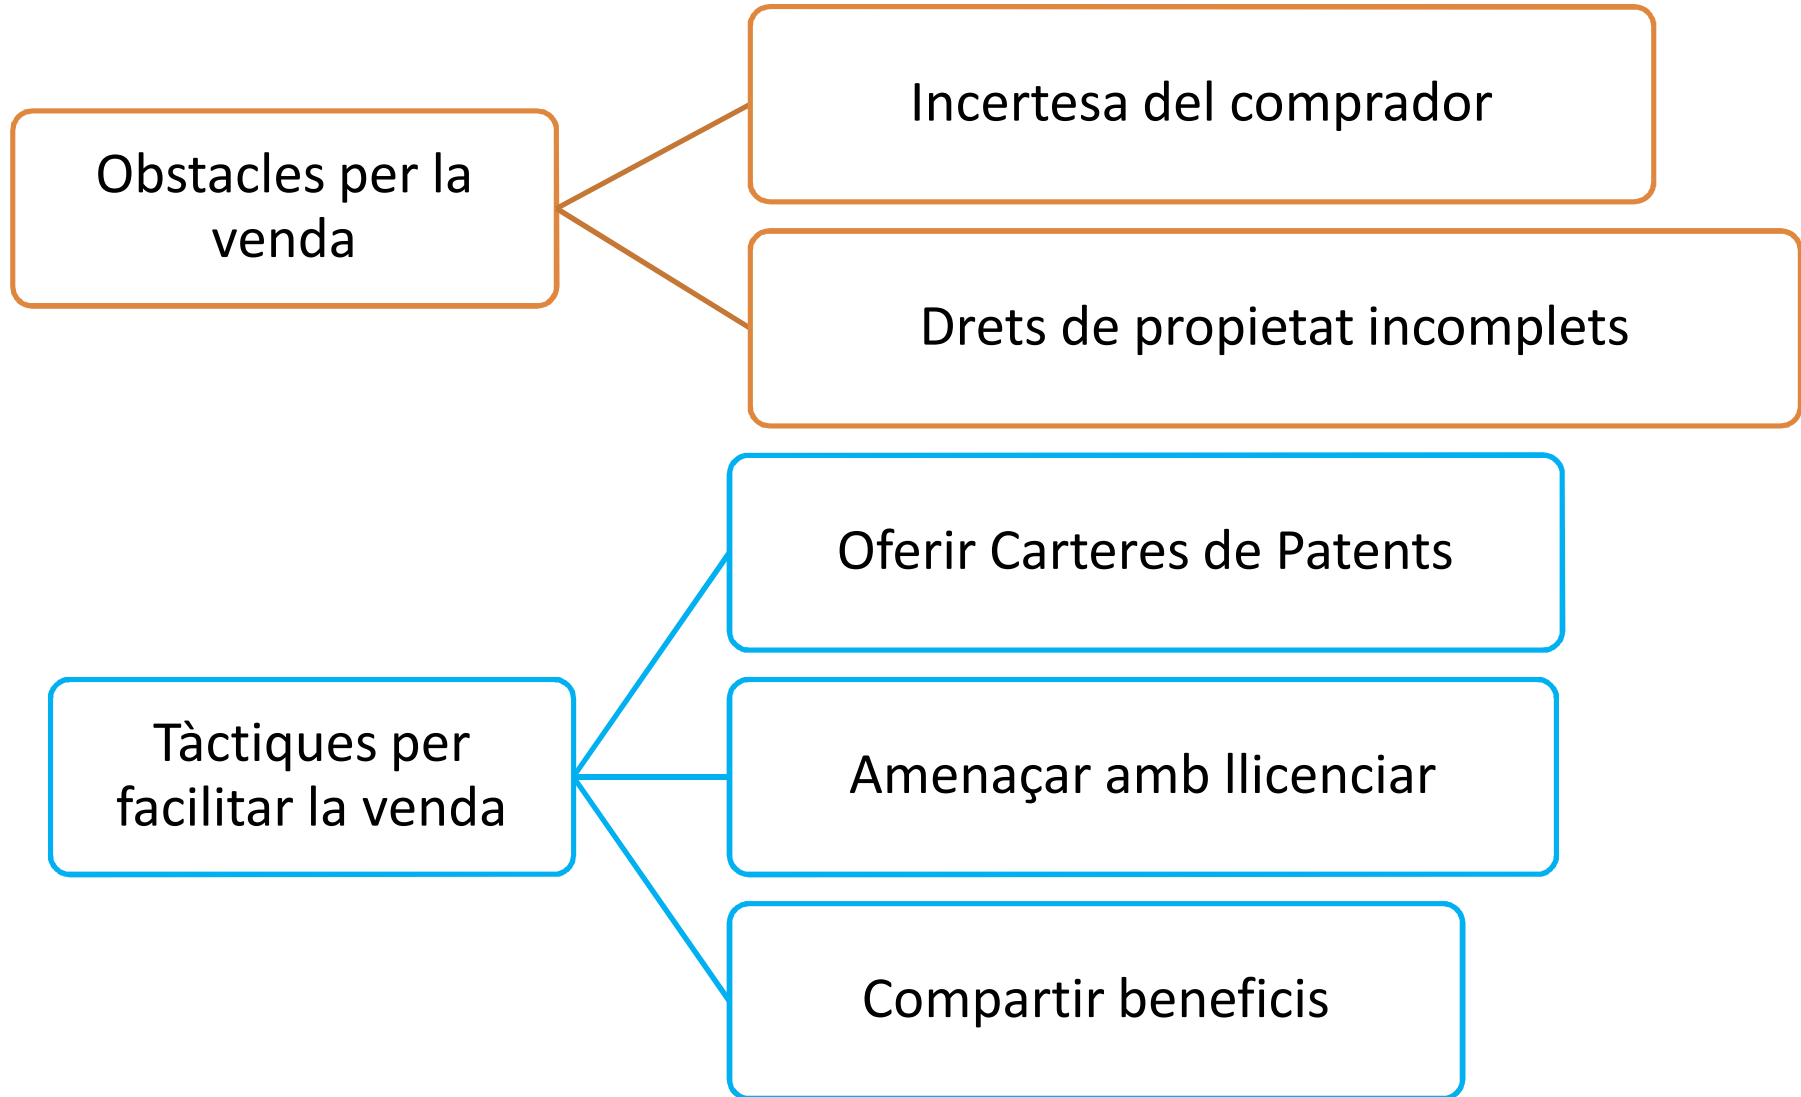 Obstacles per la
venda
Incertesa del comprador
Drets de propietat incomplets
Tàctiques per
facilitar la venda
Oferir Carteres de Patents
Amenaçar amb llicenciar
Compartir beneficis